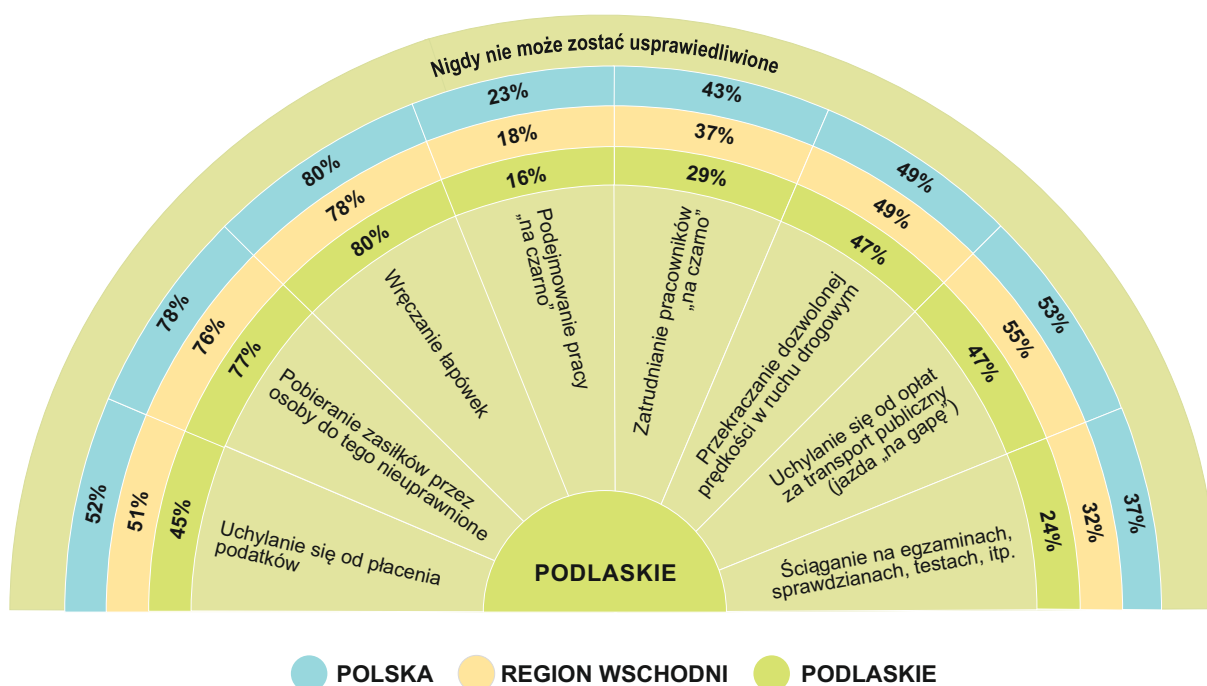 Nigdy nie może zostać usprawiedliwione
52%
51%
45%
Uchylanie się od płacenia
podatków
78%
76%
77%
Pobieranie zasiłków przez
osoby do tego nieuprawnione
80%
78%
80%
Wręczanie łapówek
23%
18%
16%
Podejmowanie pracy
„na czarno”
43%
37%
29%
Zatrudnianie pracowników
„na czarno”
49%
49%
47%
Przekraczanie dozwolonej
prędkości w ruchu drogowym
53%
55%
47%
Uchylanie się od opłat
za transport publiczny
(jazda „na gapę”)
37%
32%
24%
Ściąganie na egzaminach,
sprawdzianach, testach, itp.
PODLASKIE
POLSKA
REGION WSCHODNI
PODLASKIE